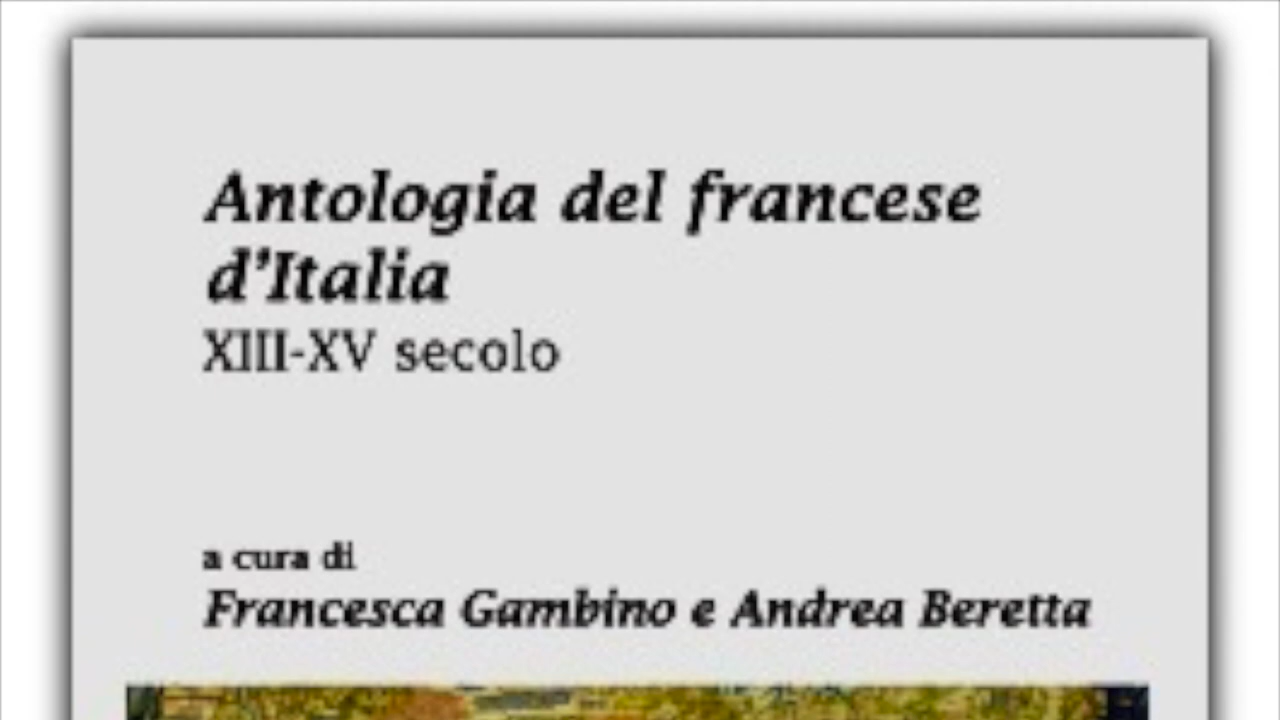 Antologia del francese
d'Italia
XIII-XV secolo
a cura di
Francesca Gambino e Andrea Beretta